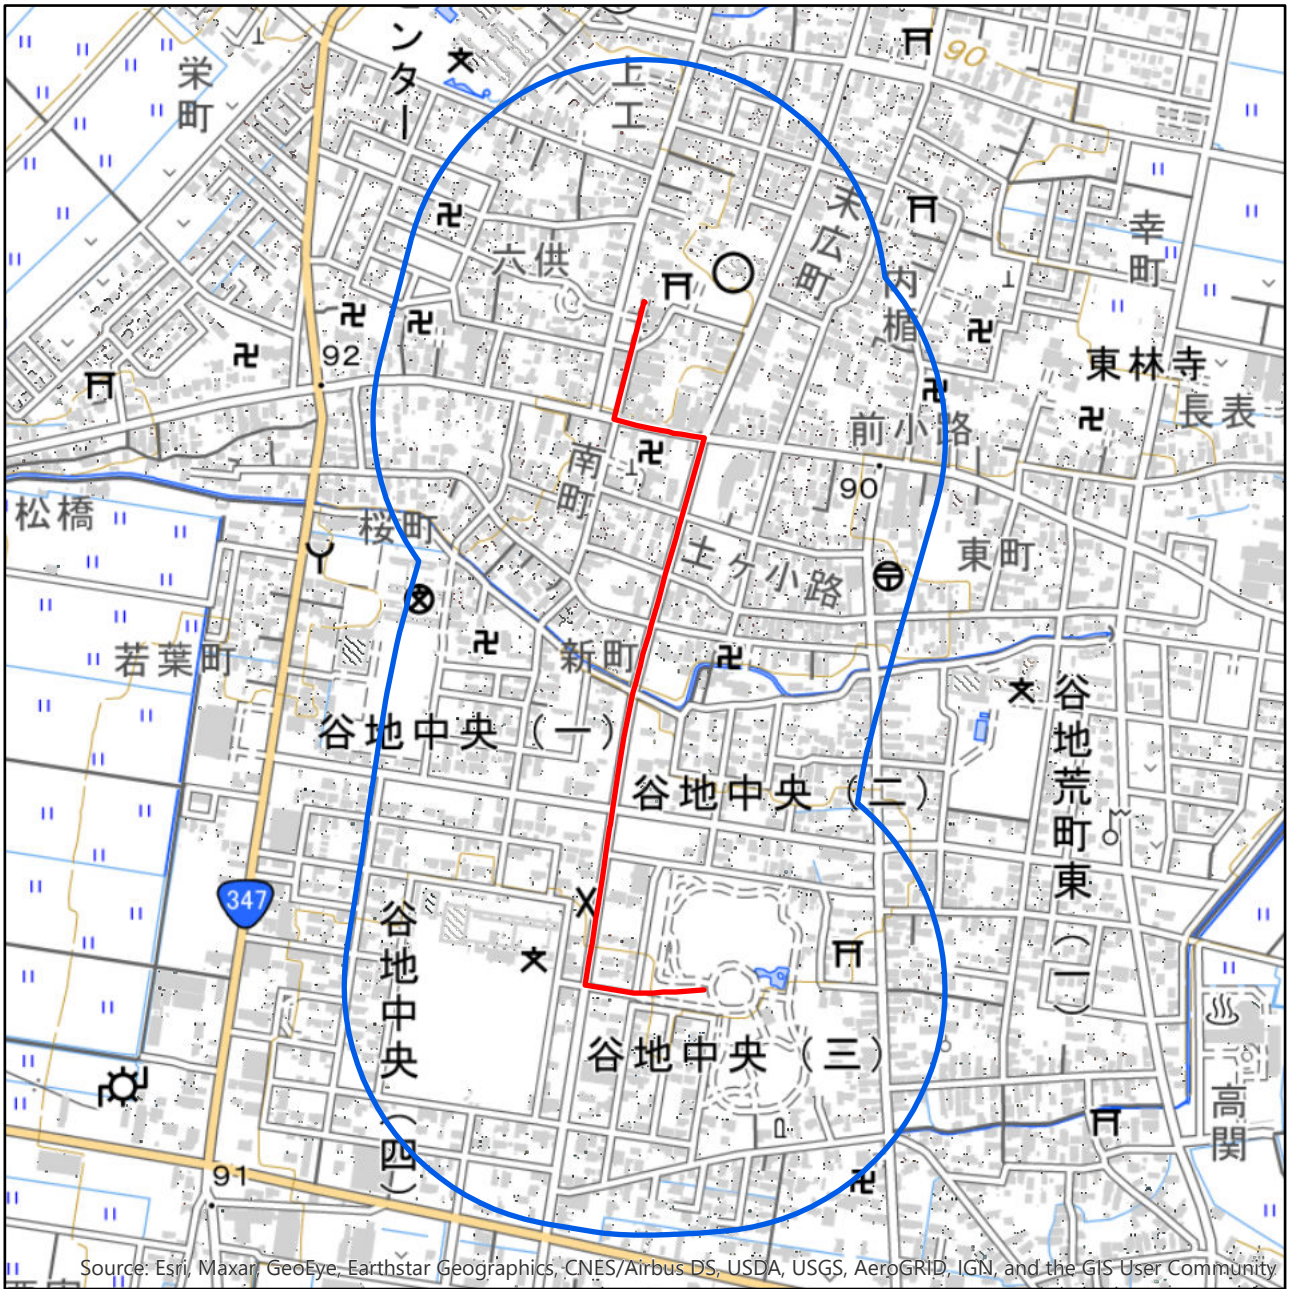 ンター
上工
90
栄町
末広町
幸町
六供
内楯
92
東林寺
長表
前小路
南町
90
松橋
桜町
土ケ小路
東町
若葉町
新町
谷地中央（一）
谷地荒町東（一）
谷地中央（二）
347
谷地中央（四）
谷地中央（三）
高関
91
Source: Esri, Maxar, GeoEye, Earthstar Geographics, CNES/Airbus DS, USDA, USGS, AeroGRID, IGN, and the GIS User Community